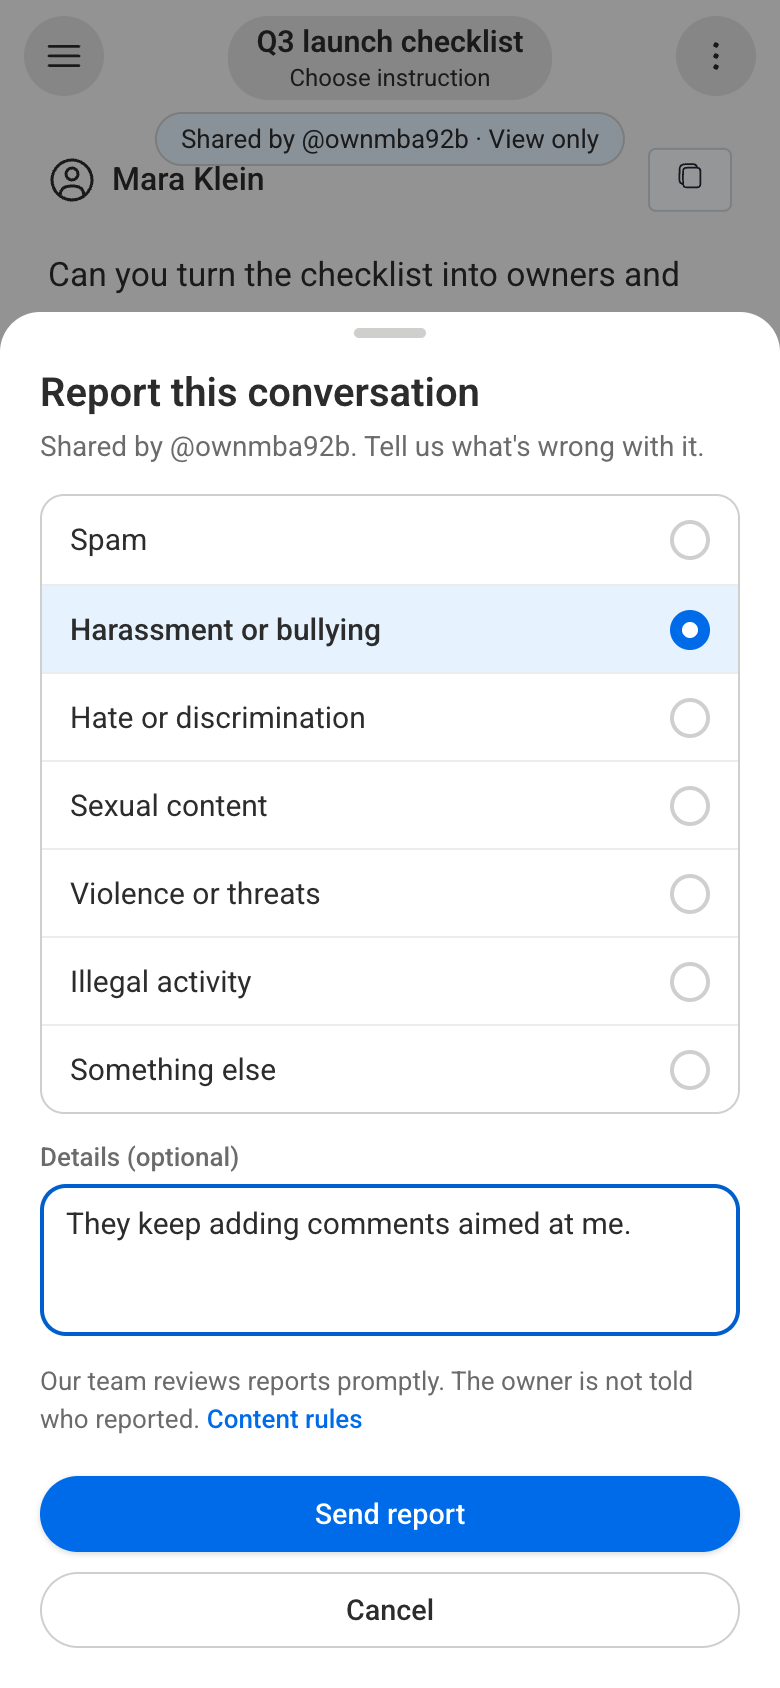 Q3 launch checklist
Choose instruction
Shared by @ownmba92b · View only
Mara Klein
Can you turn the checklist into owners and
Report this conversation
Shared by @ownmba92b. Tell us what's wrong with it.
Spam
Harassment or bullying
Hate or discrimination
Sexual content
Violence or threats
Illegal activity
Something else
Details (optional)
They keep adding comments aimed at me.
Our team reviews reports promptly. The owner is not told
who reported. Content rules
Send report
Cancel